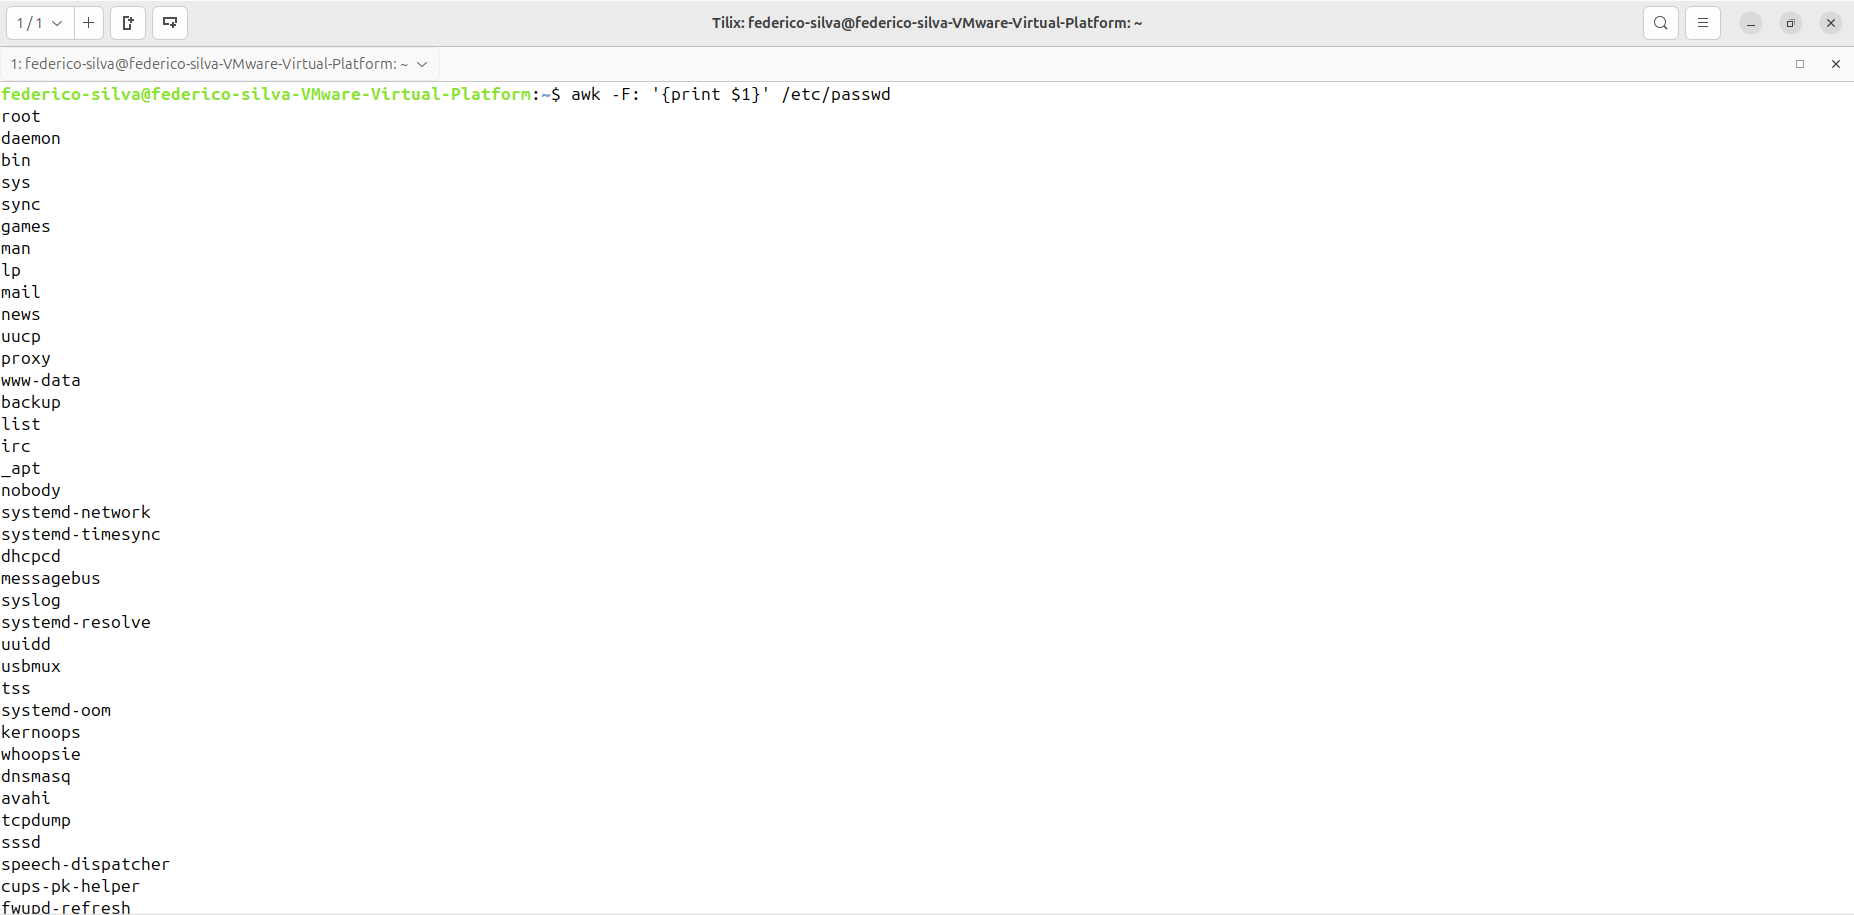 1 / 1
Tilix: federico-silva@federico-silva-VMware-Virtual-Platform: ~
1: federico-silva@federico-silva-VMware-Virtual-Platform: ~
federico-silva@federico-silva-VMware-Virtual-Platform:~$ awk -F: '{print $1}' /etc/passwd
root
daemon
bin
sys
sync
games
man
lp
mail
news
uucp
proxy
www-data
backup
list
irc
_apt
nobody
systemd-network
systemd-timesync
dhcpcd
messagebus
syslog
systemd-resolve
uuidd
usbmux
tss
systemd-oom
kernoops
whoopsie
dnsmasq
avahi
tcpdump
sssd
speech-dispatcher
cups-pk-helper
fwupd-refresh